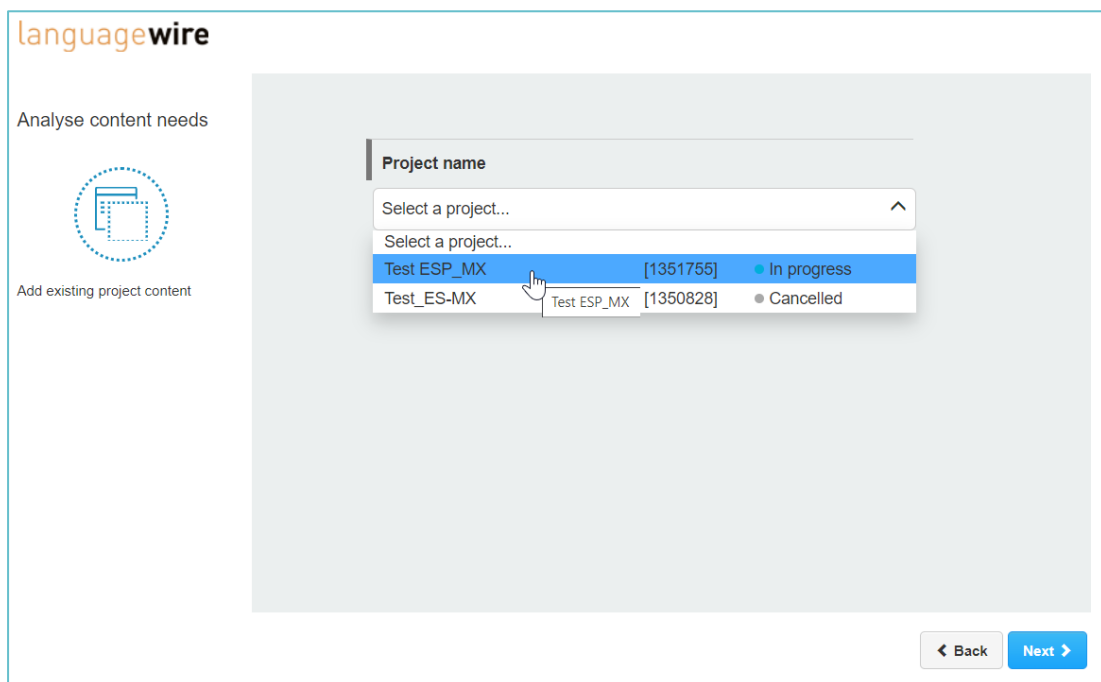 languagewire
Analyse content needs
Add existing project content
Project name
Select a project...
Select a project...
Test ESP_MX [1351755] In progress
Test_ES-MX [1350828] Cancelled
Test ESP_MX
Back Next